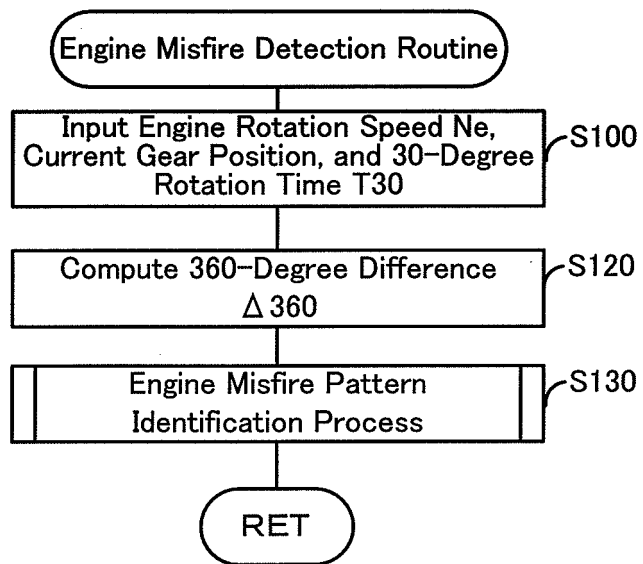 Engine Misfire Detection Routine
Input Engine Rotation Speed Ne,
Current Gear Position, and 30-Degree
Rotation Time T30
S100
Compute 360-Degree Difference
Δ360
S120
Engine Misfire Pattern
Identification Process
S130
RET